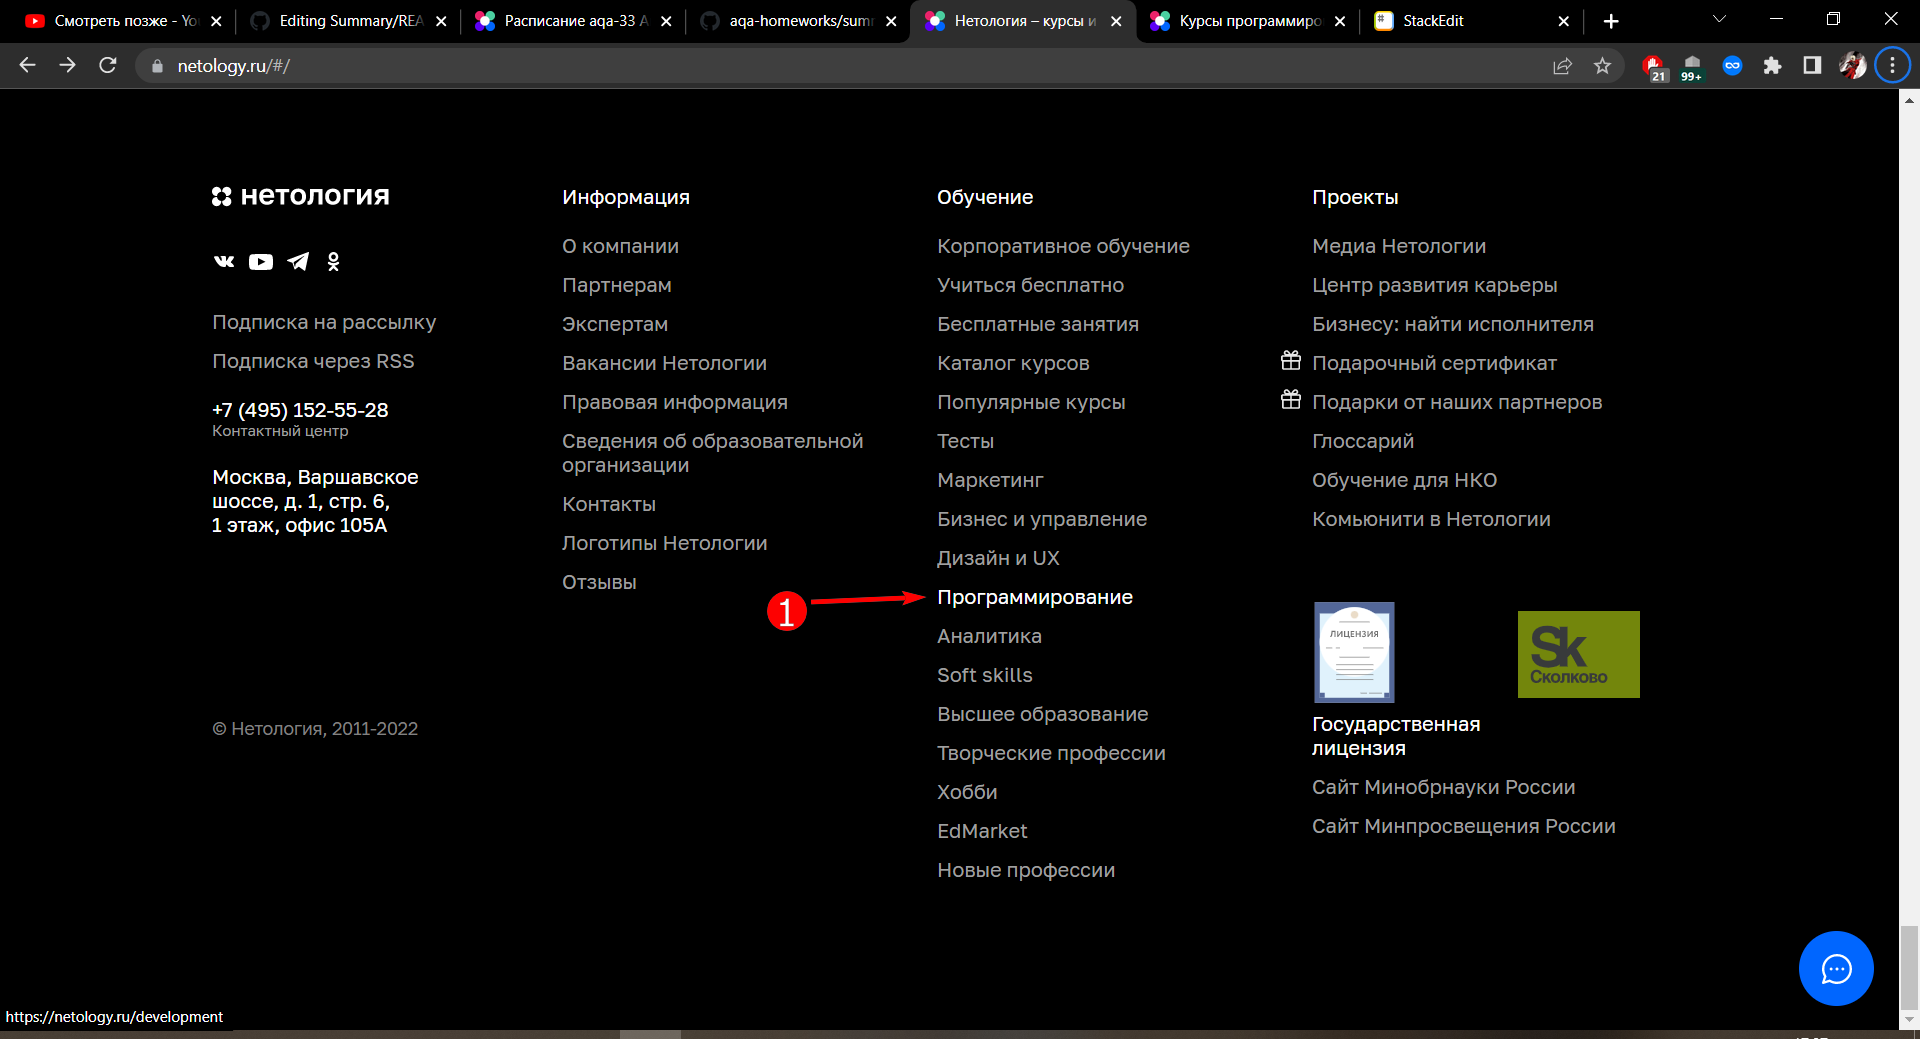 Смотреть позже - Yo
Editing Summary/REA
Расписание aqa-33 A
aqa-homeworks/sum
Нетология – курсы и
Курсы программиро
StackEdit
netology.ru/#/
21
99+
нетология
Подписка на рассылку
Подписка через RSS
+7 (495) 152-55-28
Контактный центр
Москва, Варшавское
шоссе, д. 1, стр. 6,
1 этаж, офис 105А
© Нетология, 2011-2022
Информация
О компании
Партнерам
Экспертам
Вакансии Нетологии
Правовая информация
Сведения об образовательной
организации
Контакты
Логотипы Нетологии
Отзывы
1
Обучение
Корпоративное обучение
Учиться бесплатно
Бесплатные занятия
Каталог курсов
Популярные курсы
Тесты
Маркетинг
Бизнес и управление
Дизайн и UX
Программирование
Аналитика
Soft skills
Высшее образование
Творческие профессии
Хобби
EdMarket
Новые профессии
Проекты
Медиа Нетологии
Центр развития карьеры
Бизнесу: найти исполнителя
Подарочный сертификат
Подарки от наших партнеров
Глоссарий
Обучение для НКО
Комьюнити в Нетологии
ЛИЦЕНЗИЯ
Sk
Сколково
Государственная
лицензия
Сайт Минобрнауки России
Сайт Минпросвещения России
https://netology.ru/development